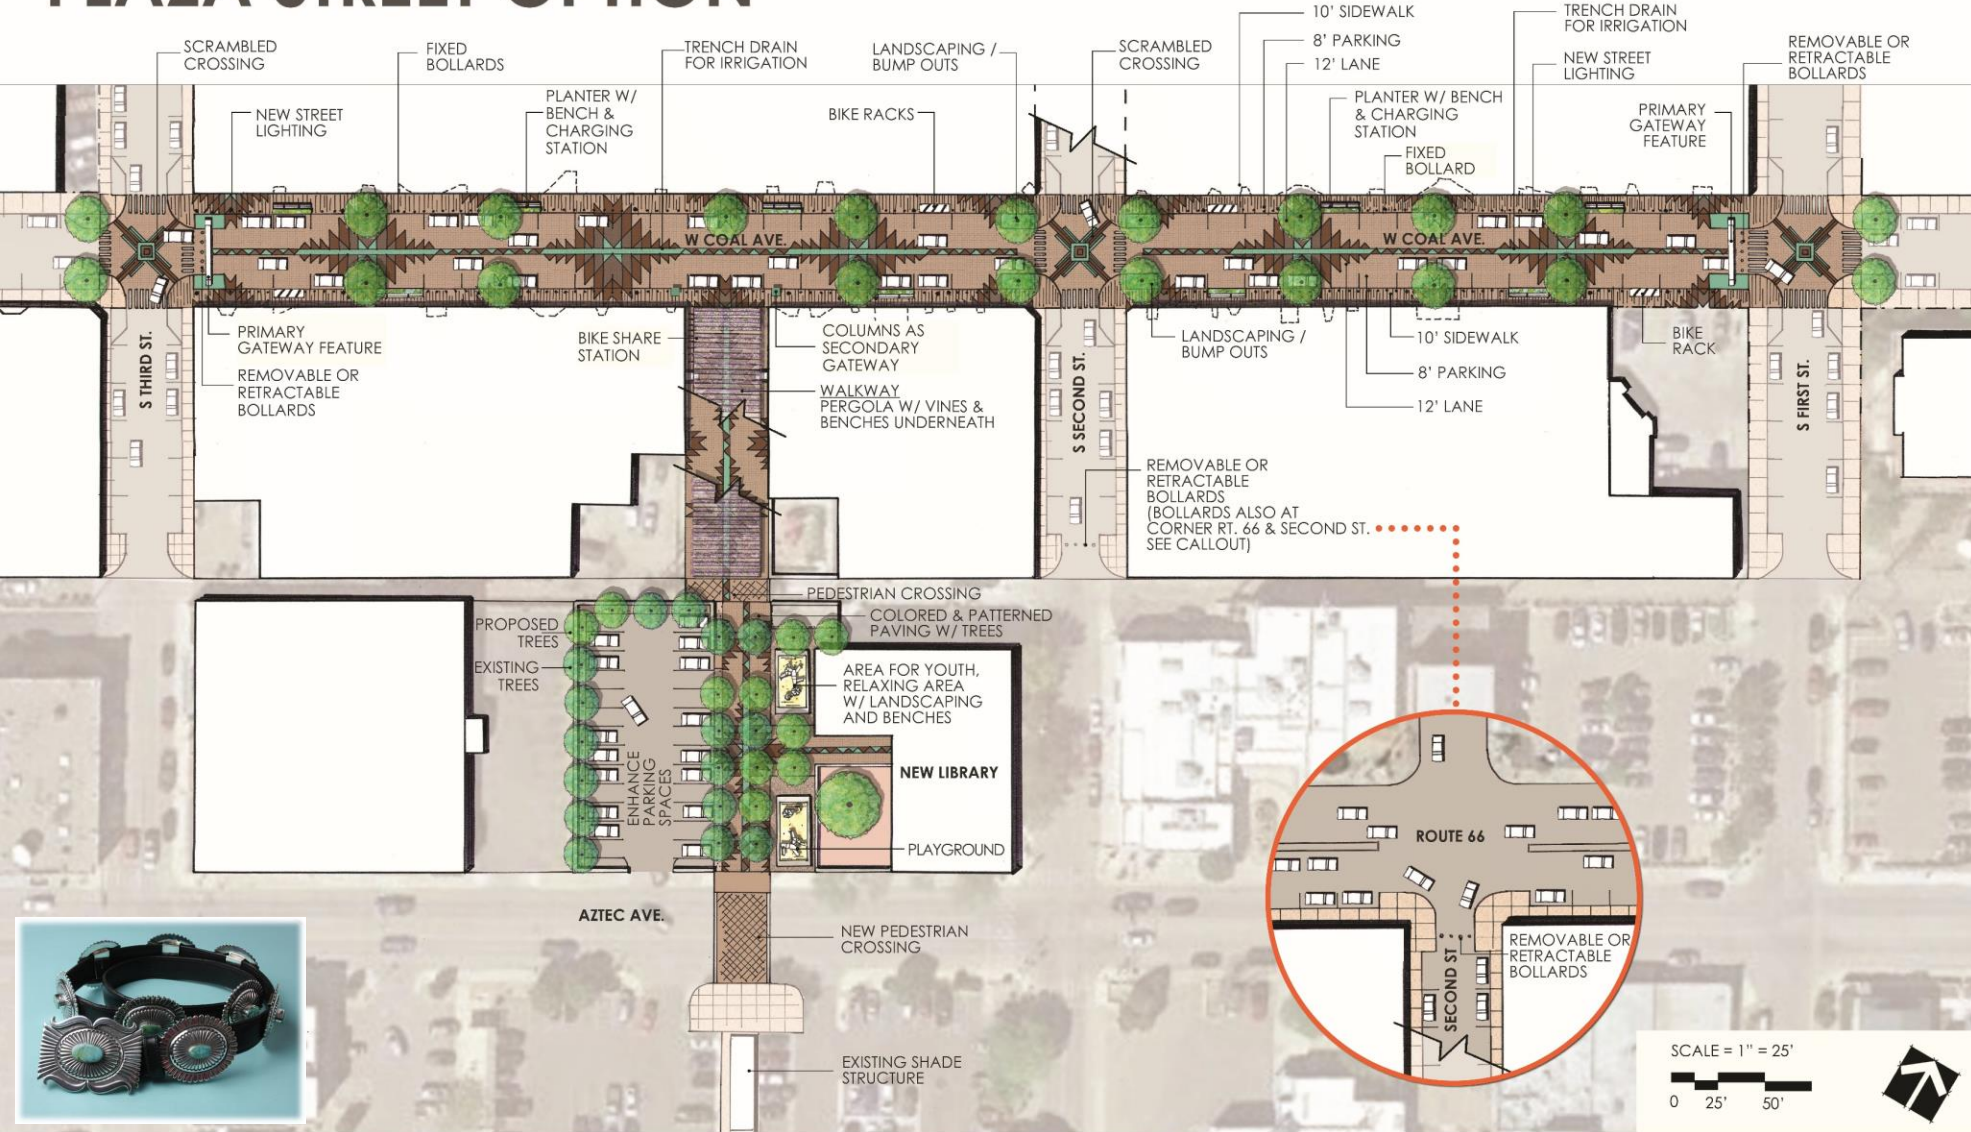 PLAZA STREET OPTION
SCRAMBLED
CROSSING
FIXED
BOLLARDS
TRENCH DRAIN
FOR IRRIGATION
LANDSCAPING /
BUMP OUTS
SCRAMBLED
CROSSING
10' SIDEWALK
8' PARKING
12' LANE
TRENCH DRAIN
FOR IRRIGATION
NEW STREET
LIGHTING
REMOVABLE OR
RETRACTABLE
BOLLARDS
NEW STREET
LIGHTING
PLANTER W/
BENCH &
CHARGING
STATION
BIKE RACKS
PLANTER W/ BENCH
& CHARGING
STATION
FIXED
BOLLARD
PRIMARY
GATEWAY
FEATURE
W COAL AVE.
W COAL AVE.
S THIRD ST.
PRIMARY
GATEWAY FEATURE
REMOVABLE OR
RETRACTABLE
BOLLARDS
BIKE SHARE
STATION
COLUMNS AS
SECONDARY
GATEWAY
WALKWAY
PERGOLA W/ VINES &
BENCHES UNDERNEATH
S SECOND ST.
LANDSCAPING /
BUMP OUTS
10' SIDEWALK
8' PARKING
12' LANE
BIKE
RACK
S FIRST ST.
REMOVABLE OR
RETRACTABLE
BOLLARDS
(BOLLARDS ALSO AT
CORNER RT. 66 & SECOND ST.
SEE CALLOUT)
PEDESTRIAN CROSSING
COLORED & PATTERNED
PAVING W/ TREES
PROPOSED
TREES
EXISTING
TREES
AREA FOR YOUTH,
RELAXING AREA
W/ LANDSCAPING
AND BENCHES
ENHANCE
PARKING
SPACES
NEW LIBRARY
PLAYGROUND
AZTEC AVE.
NEW PEDESTRIAN
CROSSING
EXISTING SHADE
STRUCTURE
ROUTE 66
SECOND ST
REMOVABLE OR
RETRACTABLE
BOLLARDS
SCALE = 1" = 25'
0 25' 50'